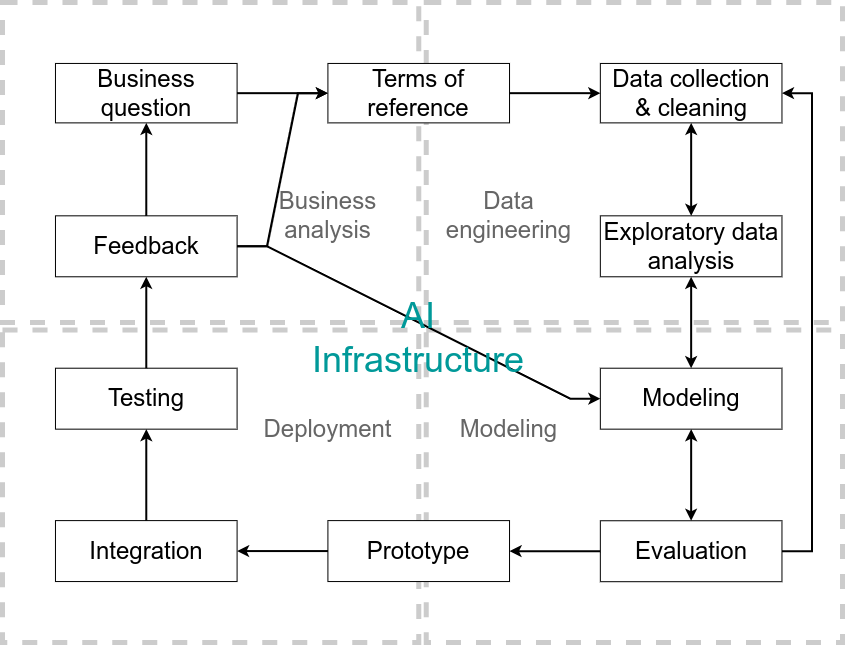 Business
question
Terms of
reference
Data collection
& cleaning
Business
analysis
Data
engineering
Feedback
Exploratory data
analysis
AI
Infrastructure
Testing
Deployment
Modeling
Modeling
Integration
Prototype
Evaluation